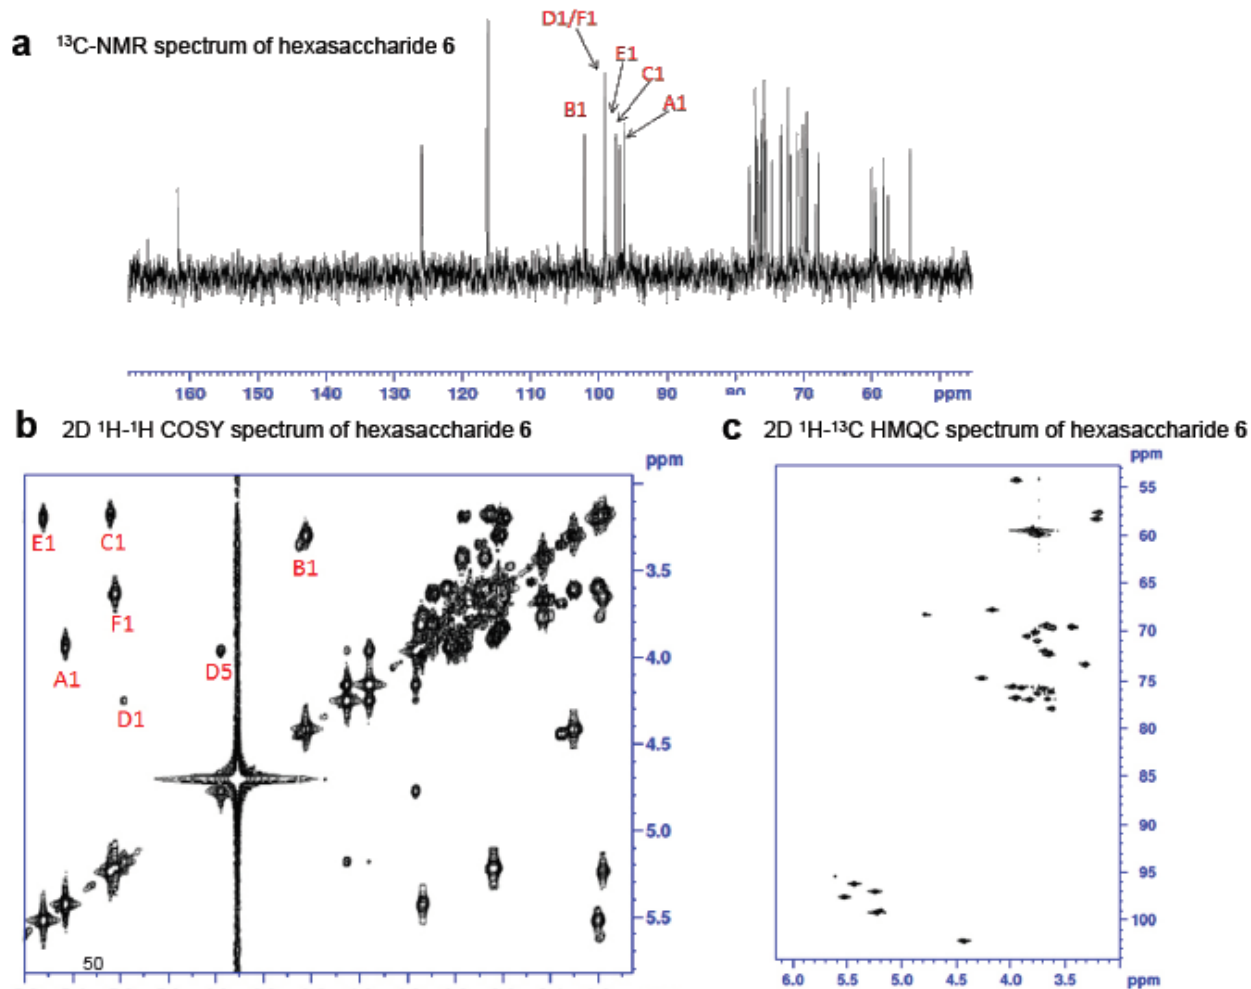 a ¹³C-NMR spectrum of hexasaccharide 6
D1/F1
E1
C1
B1
A1
160 150 140 130 120 110 100 90 80 70 60 ppm
b 2D ¹H-¹H COSY spectrum of hexasaccharide 6
ppm
E1
C1
B1
F1
A1
D5
D1
3.5
4.0
4.5
5.0
5.5
50
c 2D ¹H-¹³C HMQC spectrum of hexasaccharide 6
ppm
55
60
65
70
75
80
85
90
95
100
6.0 5.5 5.0 4.5 4.0 3.5 ppm